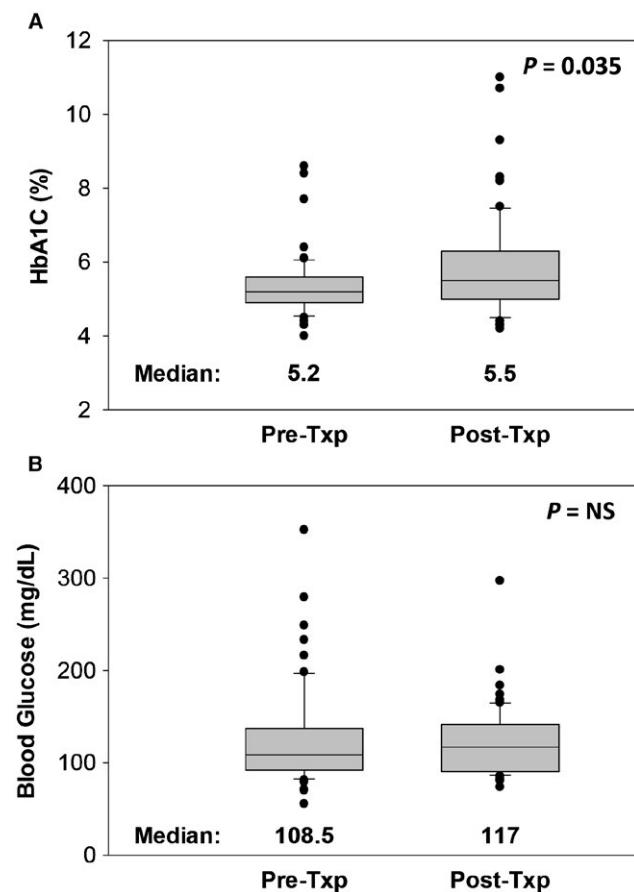 A
12
P = 0.035
10
8
6
4
2
HbA1C (%)
Median: 5.2 5.5
Pre-Txp Post-Txp
B
400
P = NS
300
200
100
0
Blood Glucose (mg/dL)
Median: 108.5 117
Pre-Txp Post-Txp